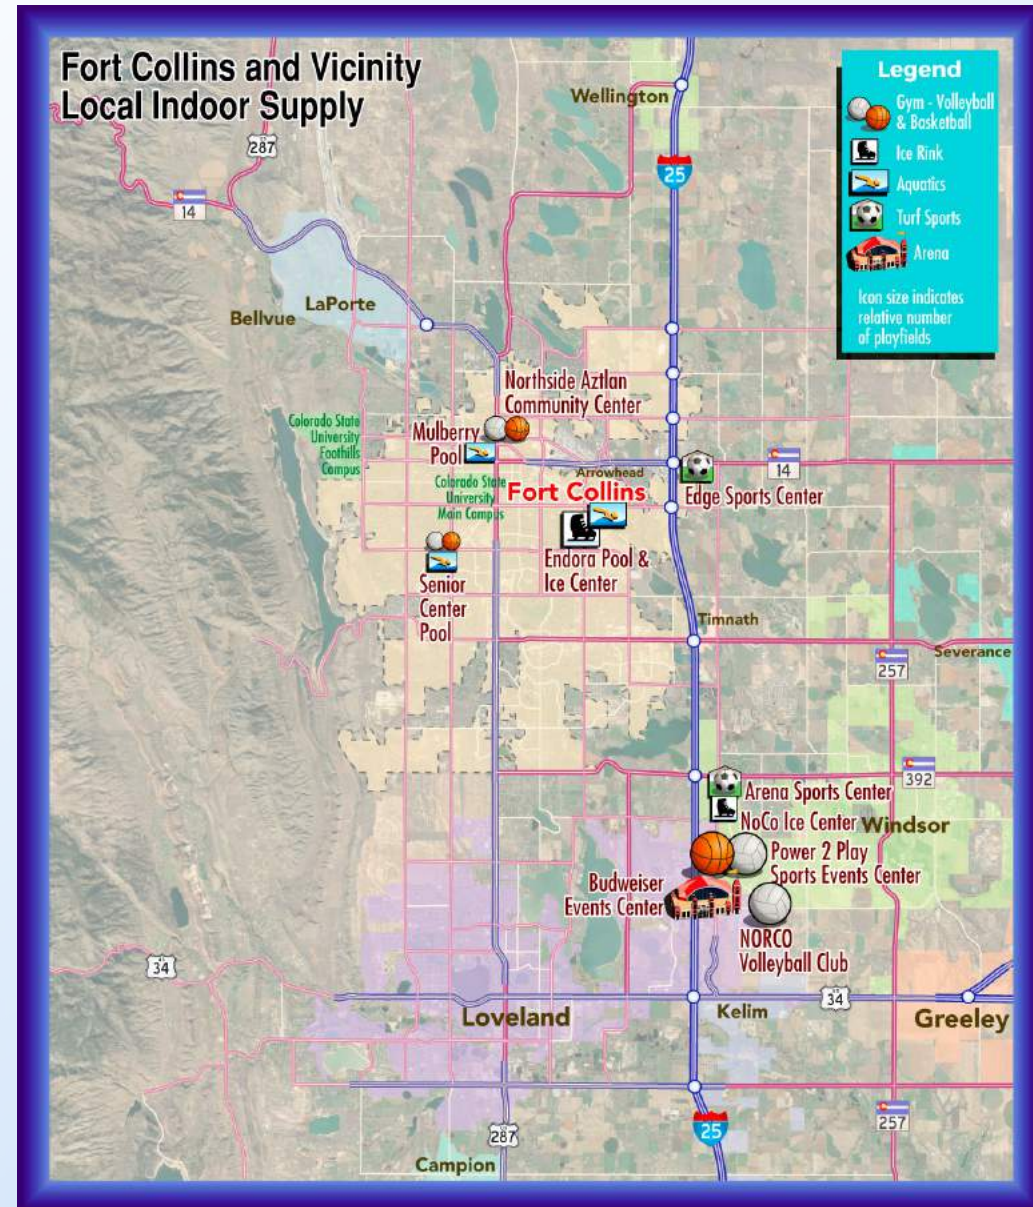 Fort Collins and Vicinity
Local Indoor Supply
Legend
Gym - Volleyball
& Basketball
Ice Rink
Aquatics
Turf Sports
Arena
Icon size indicates
relative number
of playfields
Wellington
287
25
14
LaPorte
Bellvue
Northside Aztlan
Community Center
Colorado State
University
Foothills
Campus
Mulberry
Pool
14
Arrowhead
Colorado State
University
Main Campus
Fort Collins
Edge Sports Center
Endora Pool &
Ice Center
Senior
Center
Pool
Timnath
Severance
257
392
Arena Sports Center
NoCo Ice Center
Windsor
Power 2 Play
Sports Events Center
Budweiser
Events Center
NORCO
Volleyball Club
34
34
Loveland
Kelim
Greeley
257
25
287
Campion